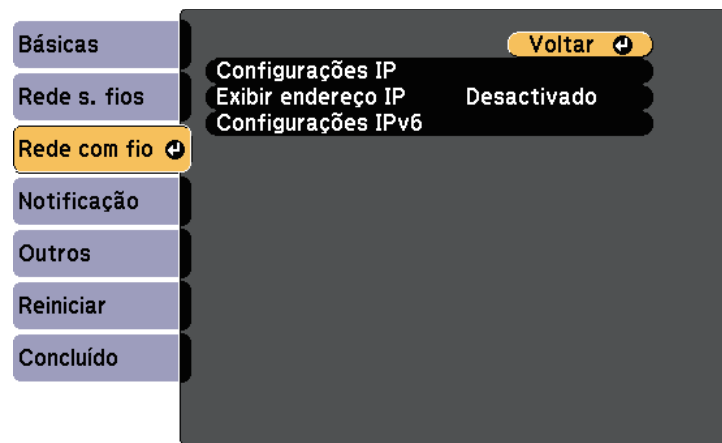 Básicas
Rede s. fios
Rede com fio
Notificação
Outros
Reiniciar
Concluído
Voltar
Configurações IP
Exibir endereço IP Desactivado
Configurações IPv6